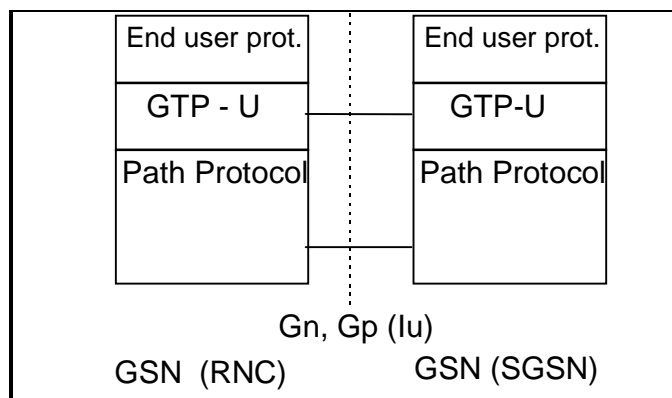 End user prot.
End user prot.
GTP - U
GTP-U
Path Protocol
Path Protocol
Gn, Gp (Iu)
GSN (RNC)
GSN (SGSN)